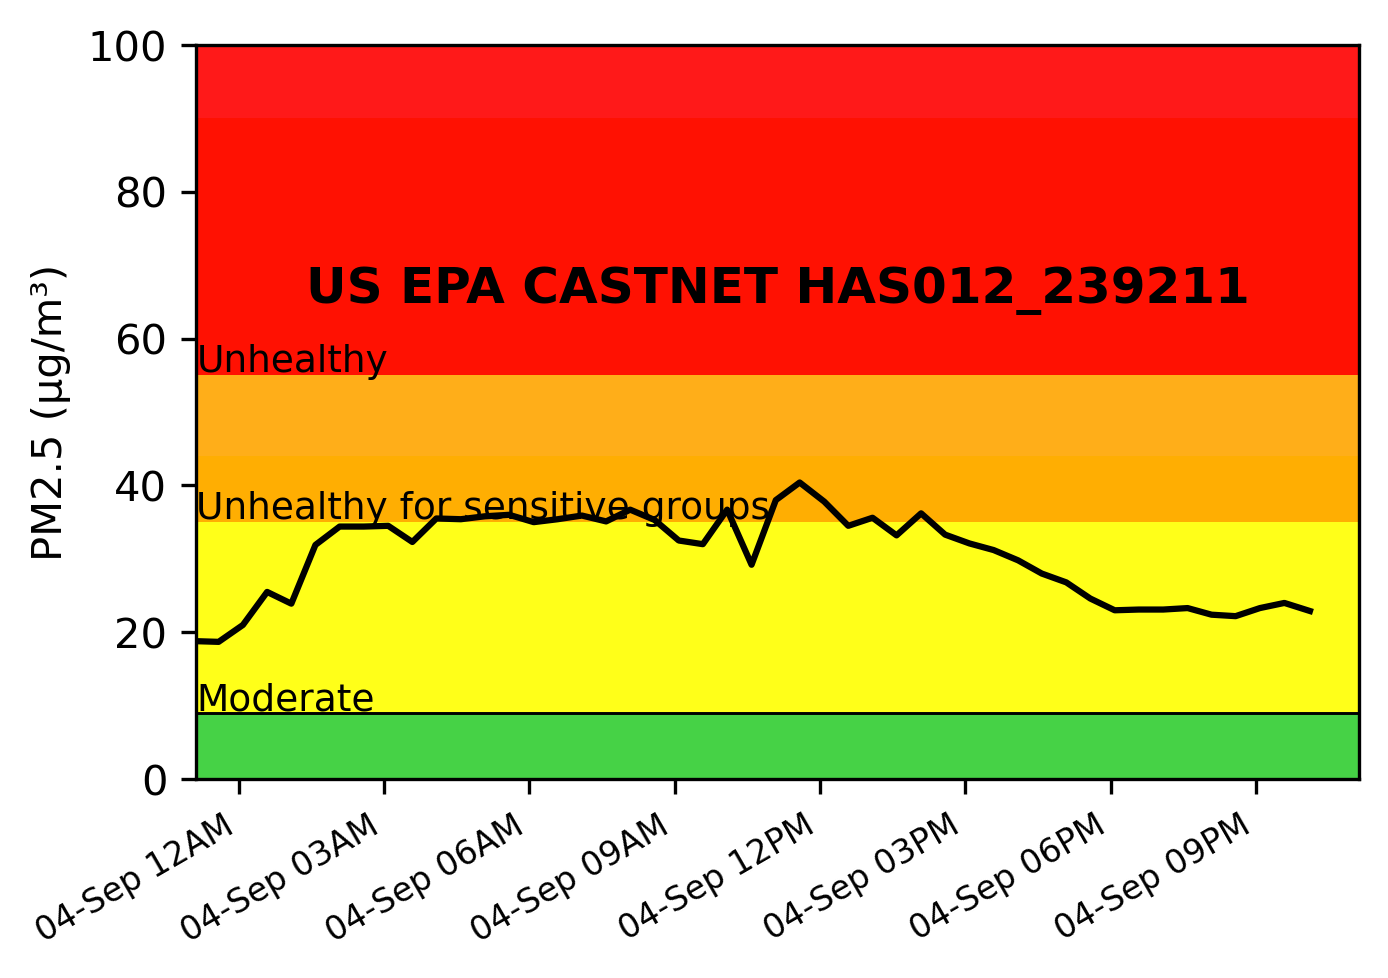 100
80
60
40
20
0
PM2.5 (µg/m³)
US EPA CASTNET HAS012_239211
Unhealthy
Unhealthy for sensitive groups
Moderate
04-Sep 12AM
04-Sep 03AM
04-Sep 06AM
04-Sep 09AM
04-Sep 12PM
04-Sep 03PM
04-Sep 06PM
04-Sep 09PM